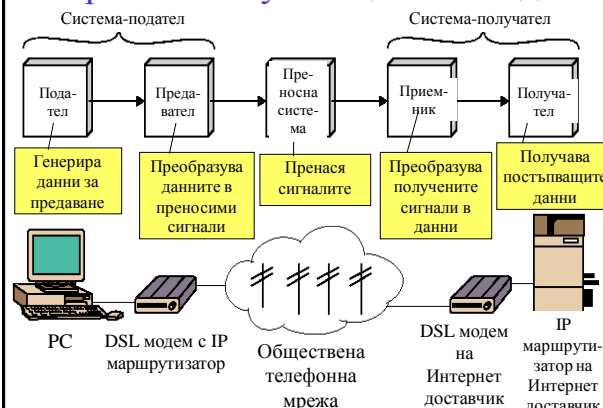 Система-подател
Система-получател
Пода-
тел
Преда-
вател
Пре-
носна
систе-
ма
Прием-
ник
Получа-
тел
Генерира
данни за
предаване
Преобразува
данните в
преносими
сигнали
Пренася
сигналите
Преобразува
получените
сигнали в
данни
Получава
постъпващите
данни
PC
DSL модем с IP
маршрутизатор
Обществена
телефонна
мрежа
DSL модем
на
Интернет
доставчик
IP
маршрути-
затор на
Интернет
доставчик